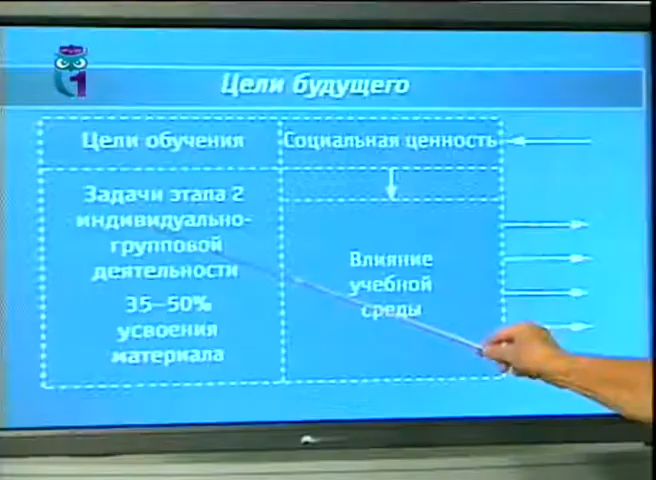 1
Цели будущего
Цели обучения
Социальная ценность
Задачи этапа 2
индивидуально-
групповой
деятельности
35–50%
усвоения
материала
Влияние
учебной
среды